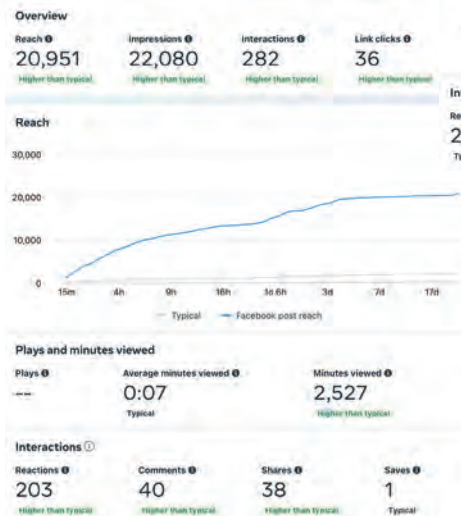 Overview
Reach Impressions Interactions Link clicks
20,951 22,080 282 36
Higher than typical Higher than typical Higher than typical Higher than typical
Reach
30,000
20,000
10,000
0
15m 4h 9h 16h 1d 6h 3d 7d 17d
Typical Facebook post reach
Plays and minutes viewed
Plays Average minutes viewed Minutes viewed
-- 0:07 2,527
Typical Higher than typical
Interactions
Reactions Comments Shares Saves
203 40 38 1
Higher than typical Higher than typical Higher than typical Typical